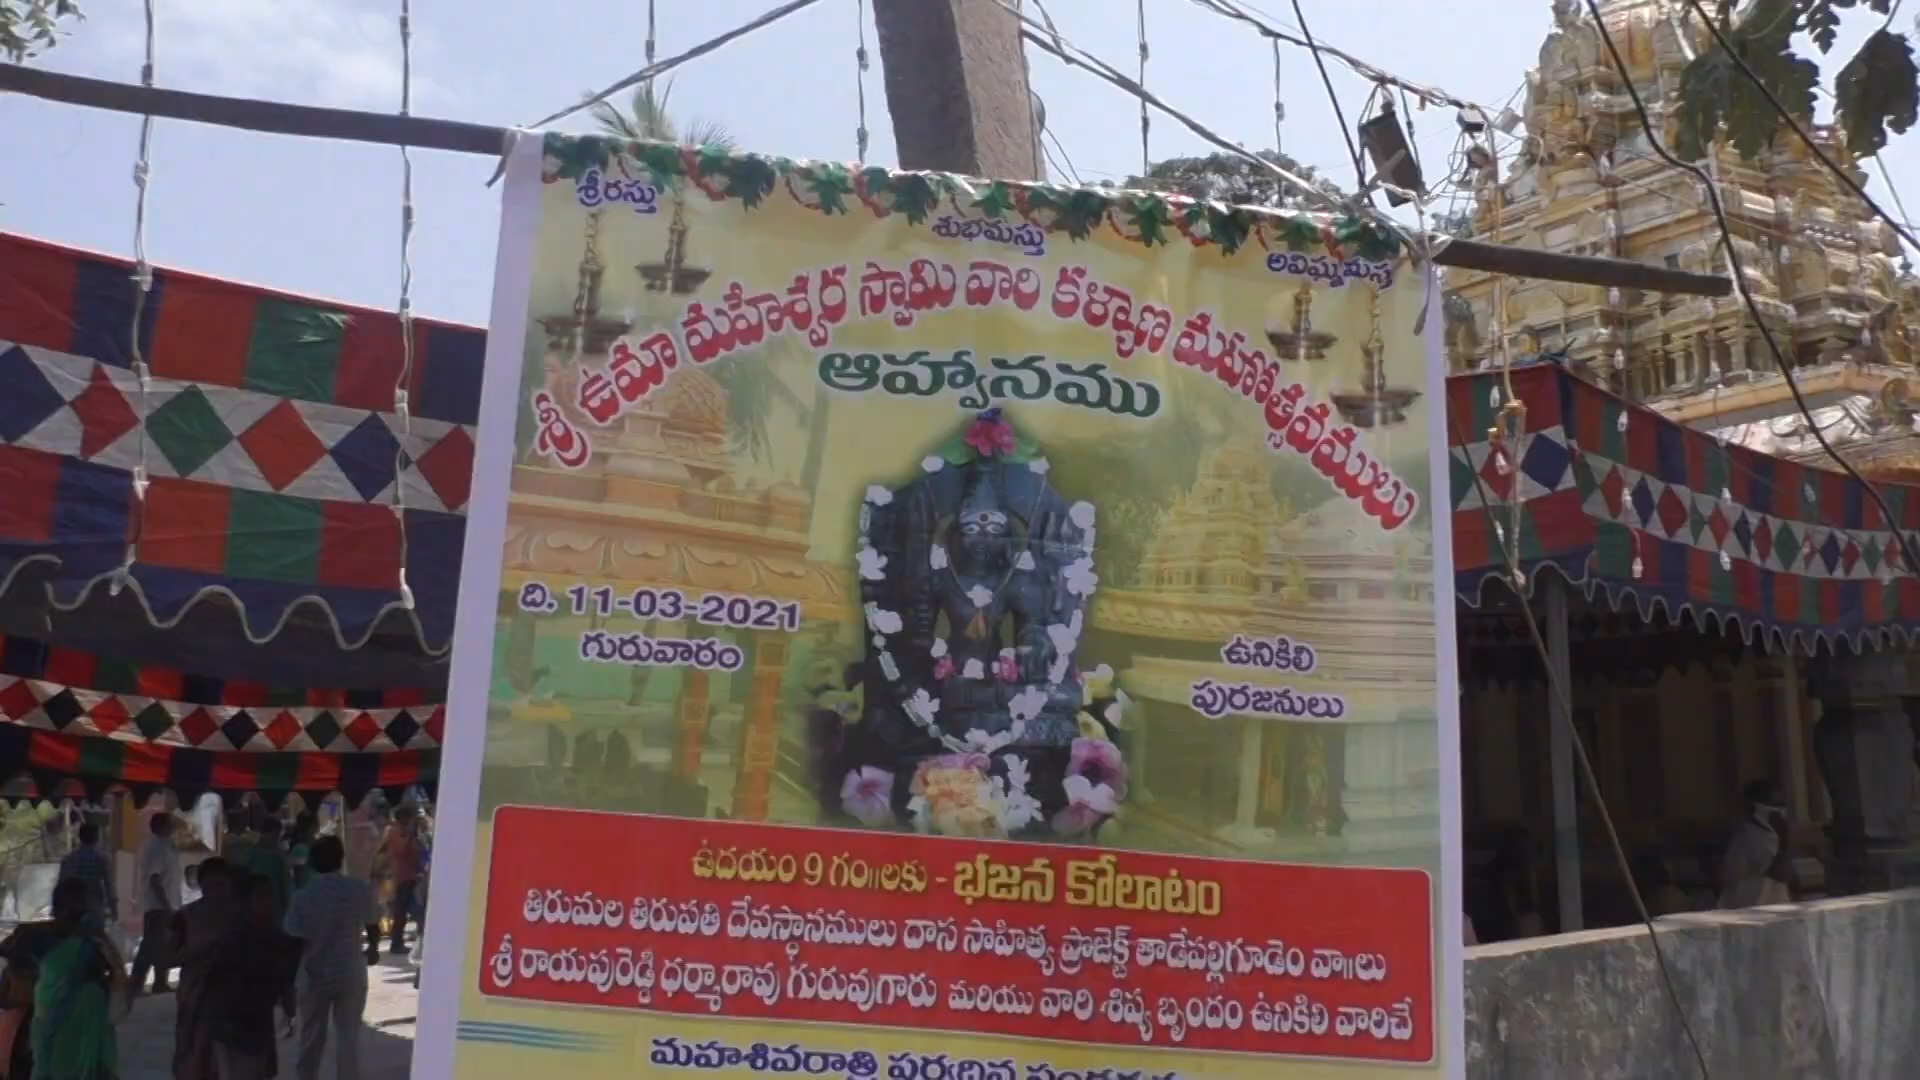 శ్రీరస్తు
శుభమస్తు
అవిఘ్నమస్తు
శ్రీ ఉమా మహేశ్వర స్వామి వారి కళ్యాణ మహోత్సవములు
ఆహ్వానము
ది. 11-03-2021
గురువారం
ఉనికిలి
పురజనులు
ఉదయం 9 గం॥లకు - భజన కోలాటం
తిరుమల తిరుపతి దేవస్థానములు దాస సాహిత్య ప్రాజెక్ట్ తాడేపల్లిగూడెం వా॥లు
శ్రీ రాయపురెడ్డి ధర్మారావు గురువుగారు మరియు వారి శిష్య బృందం ఉనికిలి వారిచే
మహాశివరాత్రి పర్వదిన